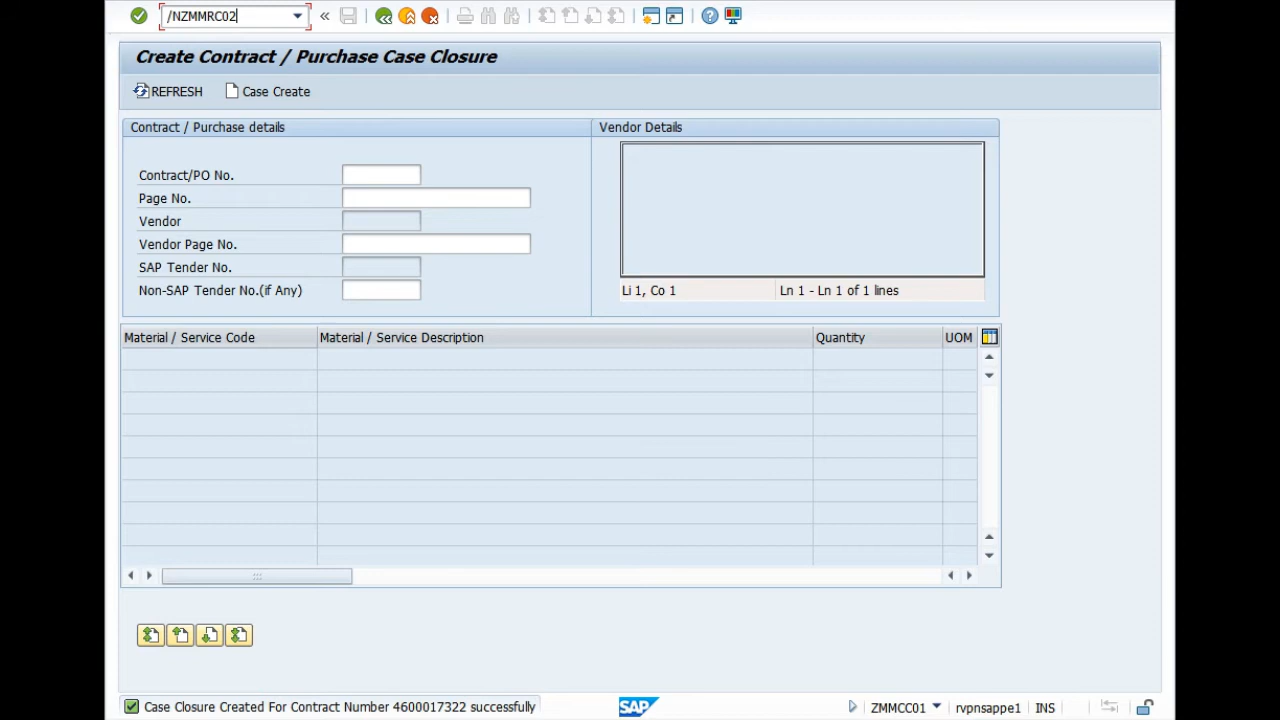 /NZMMRC02
Create Contract / Purchase Case Closure
REFRESH Case Create
Contract / Purchase details
Vendor Details
Contract/PO No.
Page No.
Vendor
Vendor Page No.
SAP Tender No.
Non-SAP Tender No.(if Any)
Li 1, Co 1 Ln 1 - Ln 1 of 1 lines
Material / Service Code Material / Service Description Quantity UOM
Case Closure Created For Contract Number 4600017322 successfully SAP ZMMCC01 rvpnsappe1 INS